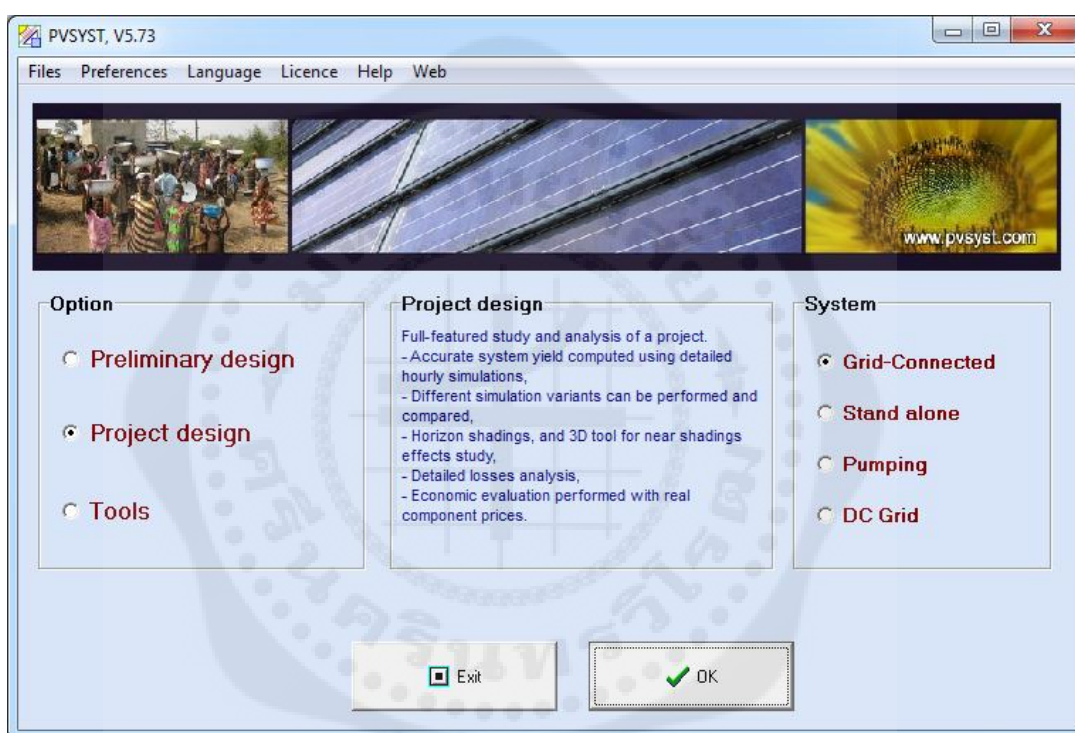 PVSYST, V5.73
Files Preferences Language Licence Help Web
www.pvsyst.com
Option
Preliminary design
Project design
Tools
Project design
Full-featured study and analysis of a project.
- Accurate system yield computed using detailed
hourly simulations,
- Different simulation variants can be performed and
compared,
- Horizon shadings, and 3D tool for near shadings
effects study,
- Detailed losses analysis,
- Economic evaluation performed with real
component prices.
System
Grid-Connected
Stand alone
Pumping
DC Grid
Exit
OK